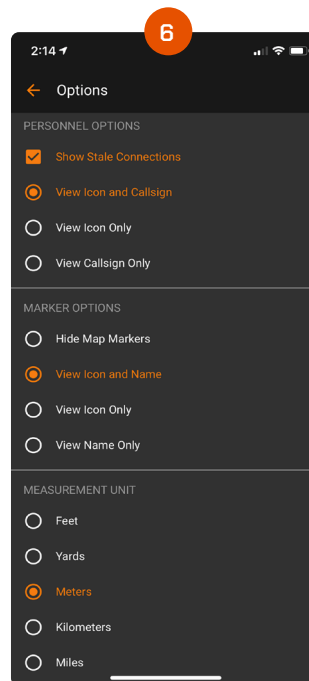 6
2:14
Options
PERSONNEL OPTIONS
Show Stale Connections
View Icon and Callsign
View Icon Only
View Callsign Only
MARKER OPTIONS
Hide Map Markers
View Icon and Name
View Icon Only
View Name Only
MEASUREMENT UNIT
Feet
Yards
Meters
Kilometers
Miles